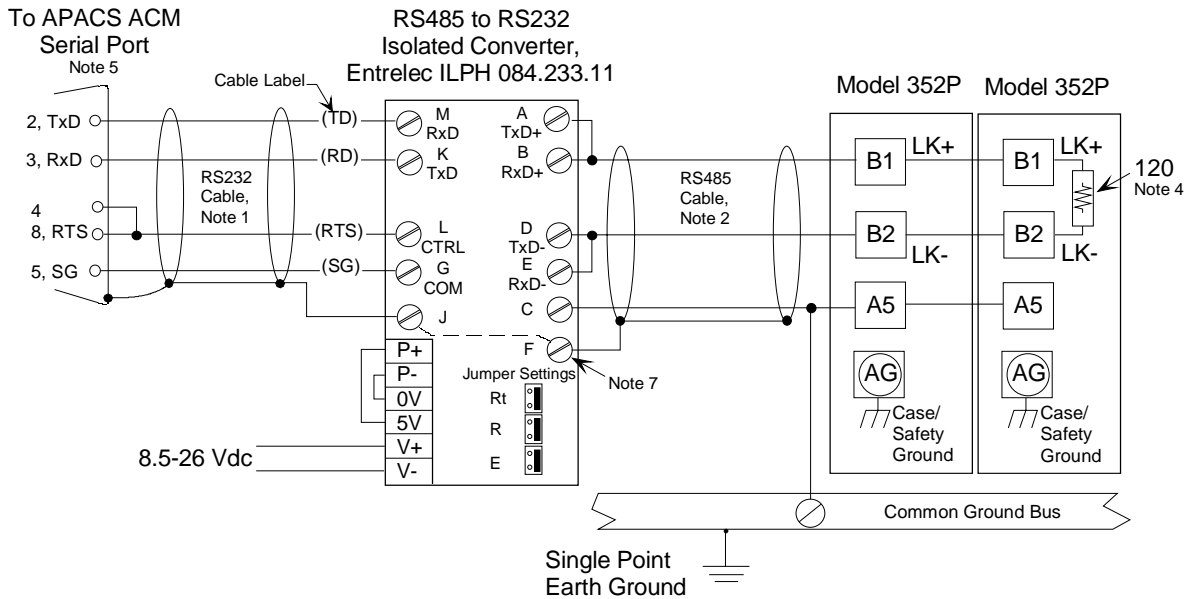 To APACS ACM
Serial Port
Note 5
RS485 to RS232
Isolated Converter,
Entrelec ILPH 084.233.11
Cable Label
Model 352P
Model 352P
2, TxD
(TD)
M
RxD
A
TxD+
3, RxD
(RD)
K
TxD
B
RxD+
B1
LK+
B1
LK+
120
Note 4
RS232
Cable,
Note 1
RS485
Cable,
Note 2
4
8, RTS
(RTS)
L
CTRL
D
TxD-
B2
LK-
B2
LK-
5, SG
(SG)
G
COM
E
RxD-
J
C
A5
A5
F
Note 7
P+
P-
0V
5V
V+
V-
Jumper Settings
Rt
R
E
AG
Case/
Safety
Ground
AG
Case/
Safety
Ground
8.5-26 Vdc
Common Ground Bus
Single Point
Earth Ground